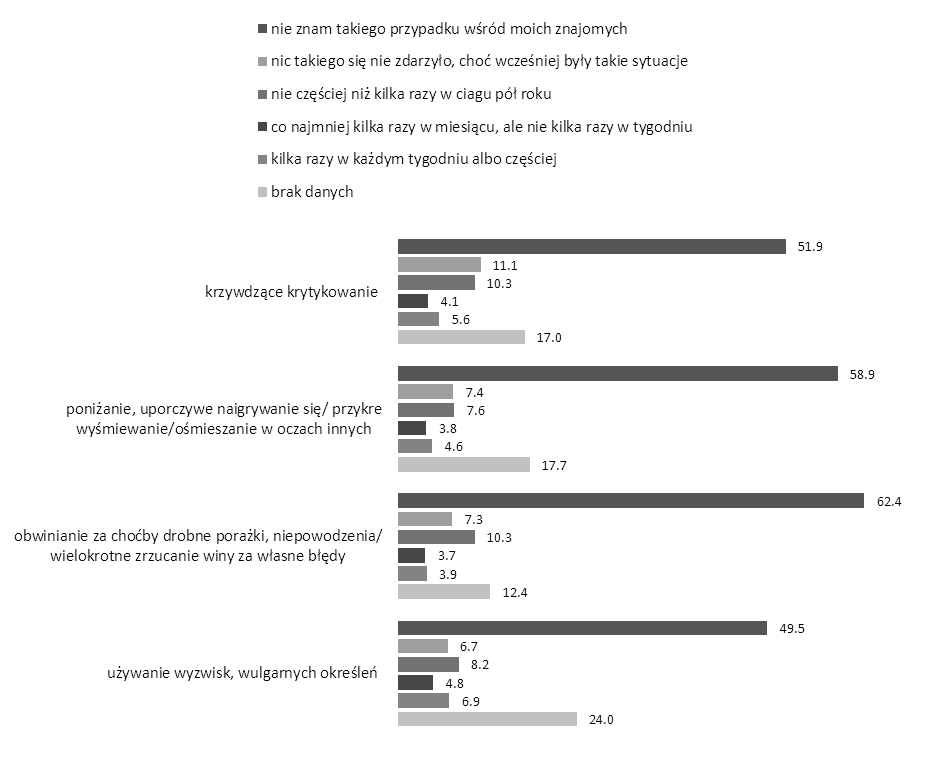 nie znam takiego przypadku wśród moich znajomych
nic takiego się nie zdarzyło, choć wcześniej były takie sytuacje
nie częściej niż kilka razy w ciagu pół roku
co najmniej kilka razy w miesiącu, ale nie kilka razy w tygodniu
kilka razy w każdym tygodniu albo częściej
brak danych
krzywdzące krytykowanie
51.9
11.1
10.3
4.1
5.6
17.0
poniżanie, uporczywe naigrywanie się/ przykre
wyśmiewanie/ośmieszanie w oczach innych
58.9
7.4
7.6
3.8
4.6
17.7
obwinianie za choćby drobne porażki, niepowodzenia/
wielokrotne zrzucanie winy za własne błędy
62.4
7.3
10.3
3.7
3.9
12.4
używanie wyzwisk, wulgarnych określeń
49.5
6.7
8.2
4.8
6.9
24.0